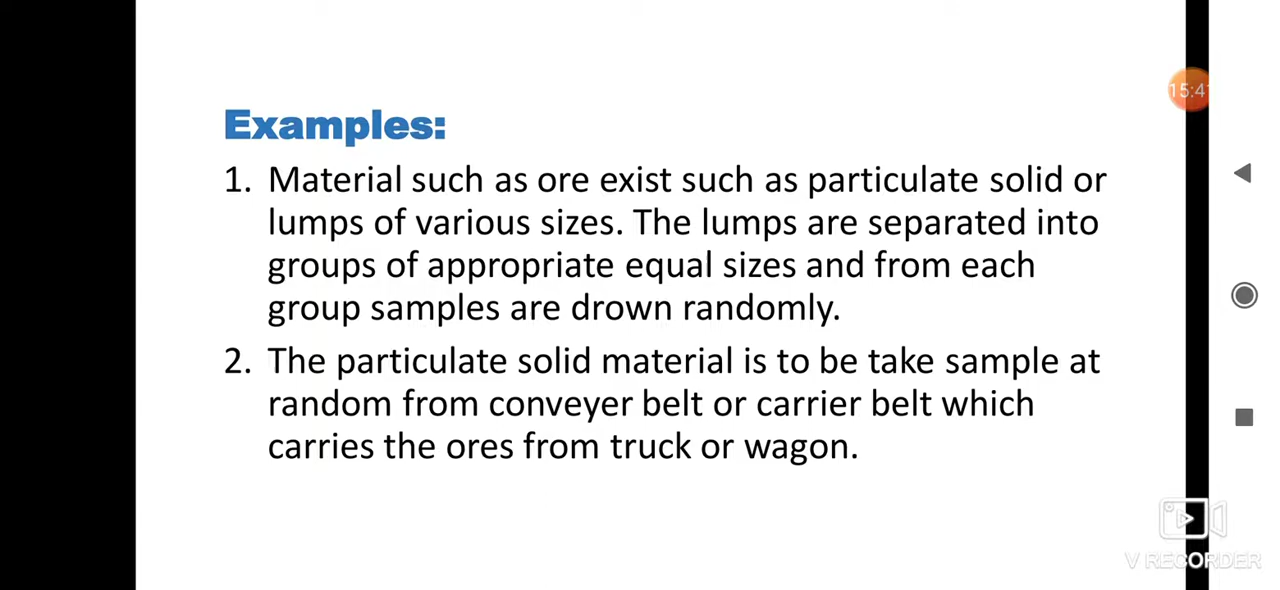 Examples:
15:41
1. Material such as ore exist such as particulate solid or
lumps of various sizes. The lumps are separated into
groups of appropriate equal sizes and from each
group samples are drown randomly.
2. The particulate solid material is to be take sample at
random from conveyer belt or carrier belt which
carries the ores from truck or wagon.
V RECORDER